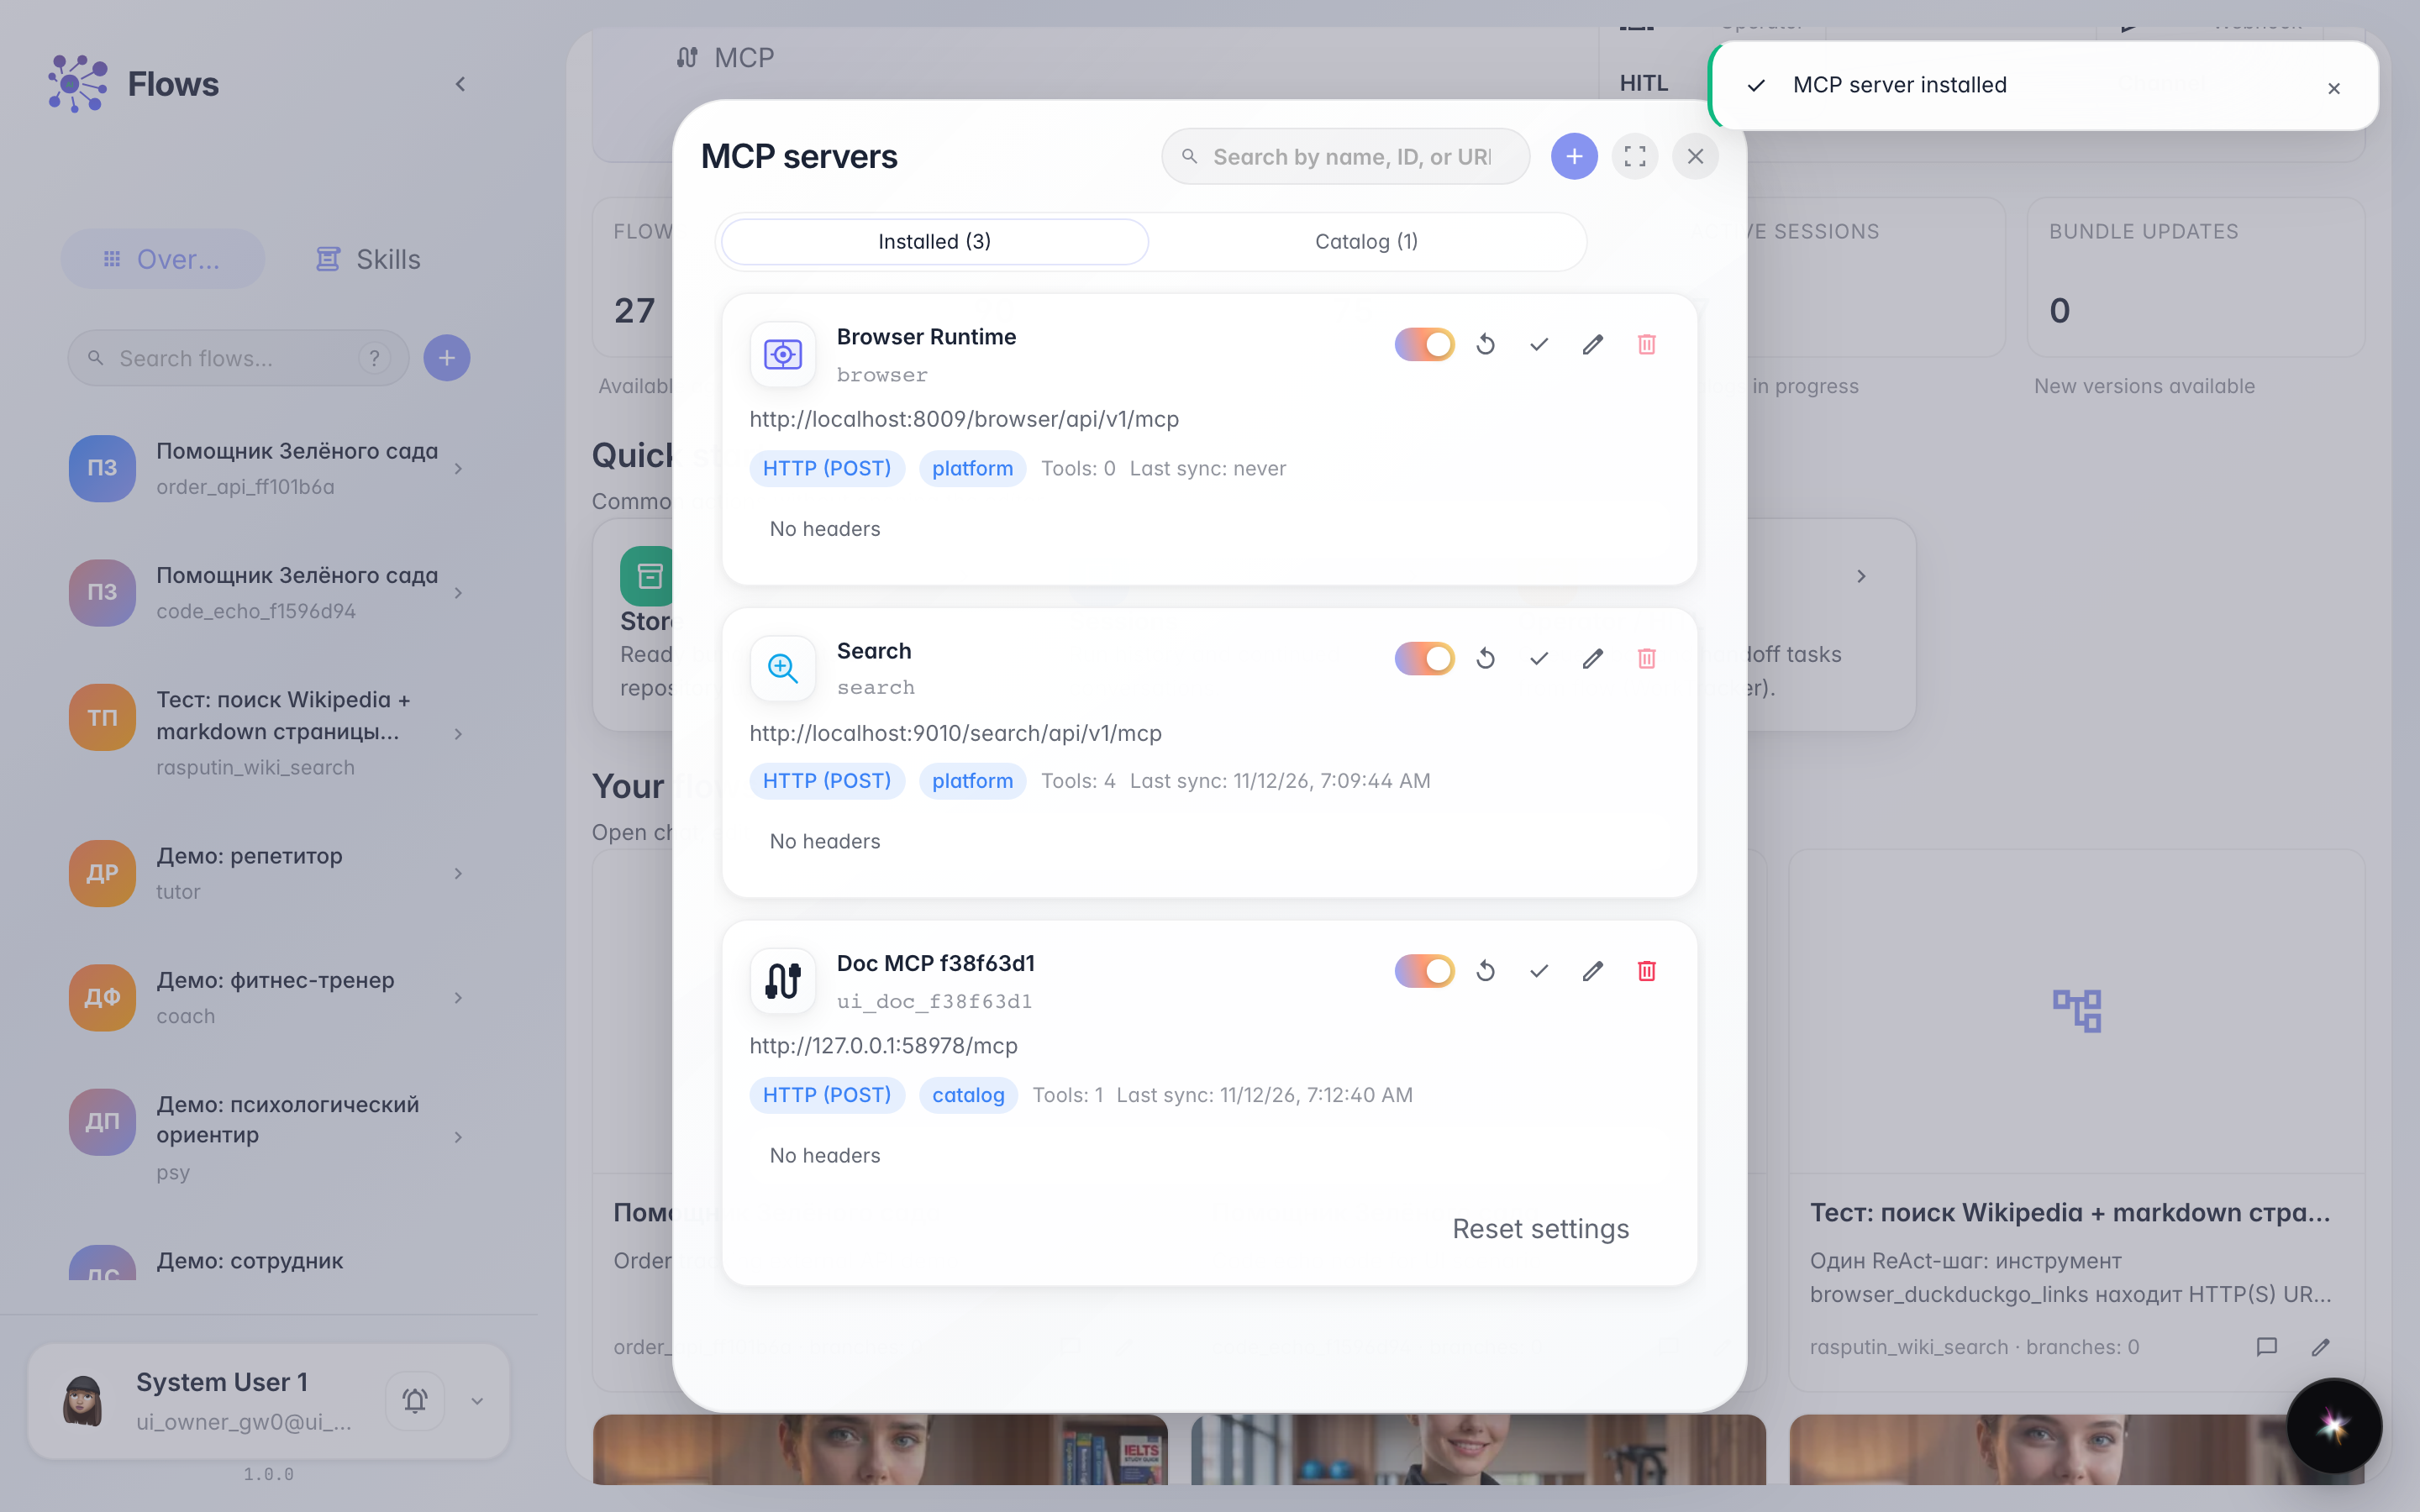 Flows
Over...
Skills
Search flows...
?
ПЗ
Помощник Зелёного сада
order_api_ff101b6a
ПЗ
Помощник Зелёного сада
code_echo_f1596d94
ТП
Тест: поиск Wikipedia +
markdown страницы...
rasputin_wiki_search
ДР
Демо: репетитор
tutor
ДФ
Демо: фитнес-тренер
coach
ДП
Демо: психологический
ориентир
psy
ДС
Демо: сотрудник
System User 1
ui_owner_gw0@ui_...
1.0.0
MCP
HITL
MCP server installed
FLOW
27
SESSIONS
BUNDLE UPDATES
0
in progress
New versions available
Quick
IELTS
MCP servers
Search by name, ID, or URI
Installed (3)
Catalog (1)
Browser Runtime
browser
http://localhost:8009/browser/api/v1/mcp
HTTP (POST) platform Tools: 0 Last sync: never
No headers
Search
search
http://localhost:9010/search/api/v1/mcp
HTTP (POST) platform Tools: 4 Last sync: 11/12/26, 7:09:44 AM
No headers
Doc MCP f38f63d1
ui_doc_f38f63d1
http://127.0.0.1:58978/mcp
HTTP (POST) catalog Tools: 1 Last sync: 11/12/26, 7:12:40 AM
No headers
Reset settings
tasks
Your
Open
Тест: поиск Wikipedia + markdown стра...
Один ReAct-шаг: инструмент
browser_duckduckgo_links находит HTTP(S) UR...
rasputin_wiki_search · branches: 0